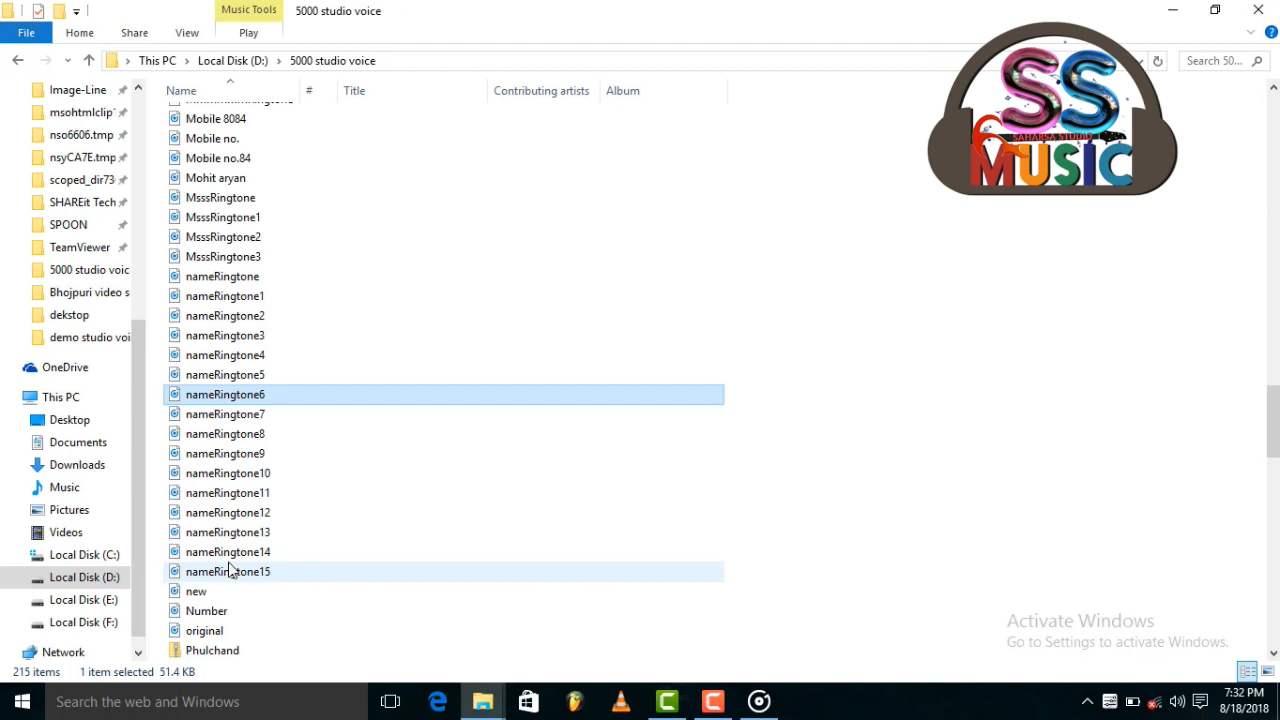 Music Tools
5000 studio voice
File
Home
Share
View
Play
This PC
Local Disk (D:)
5000 studio voice
Search 50...
Name
#
Title
Contributing artists
Album
Image-Line
msohtmlclip
nso6606.tmp
nsyCA7E.tmp
scoped_dir73
SHAREit Tech
SPOON
TeamViewer
5000 studio voic
Bhojpuri video s
dekstop
demo studio voi
OneDrive
This PC
Desktop
Documents
Downloads
Music
Pictures
Videos
Local Disk (C:)
Local Disk (D:)
Local Disk (E:)
Local Disk (F:)
Network
Mobile 8084
Mobile no.
Mobile no.84
Mohit aryan
MsssRingtone
MsssRingtone1
MsssRingtone2
MsssRingtone3
nameRingtone
nameRingtone1
nameRingtone2
nameRingtone3
nameRingtone4
nameRingtone5
nameRingtone6
nameRingtone7
nameRingtone8
nameRingtone9
nameRingtone10
nameRingtone11
nameRingtone12
nameRingtone13
nameRingtone14
nameRingtone15
new
Number
original
Phulchand
SS
SAHARSA STUDIO
MUSIC
Activate Windows
Go to Settings to activate Windows.
215 items
1 item selected 51.4 KB
Search the web and Windows
7:32 PM
8/18/2018